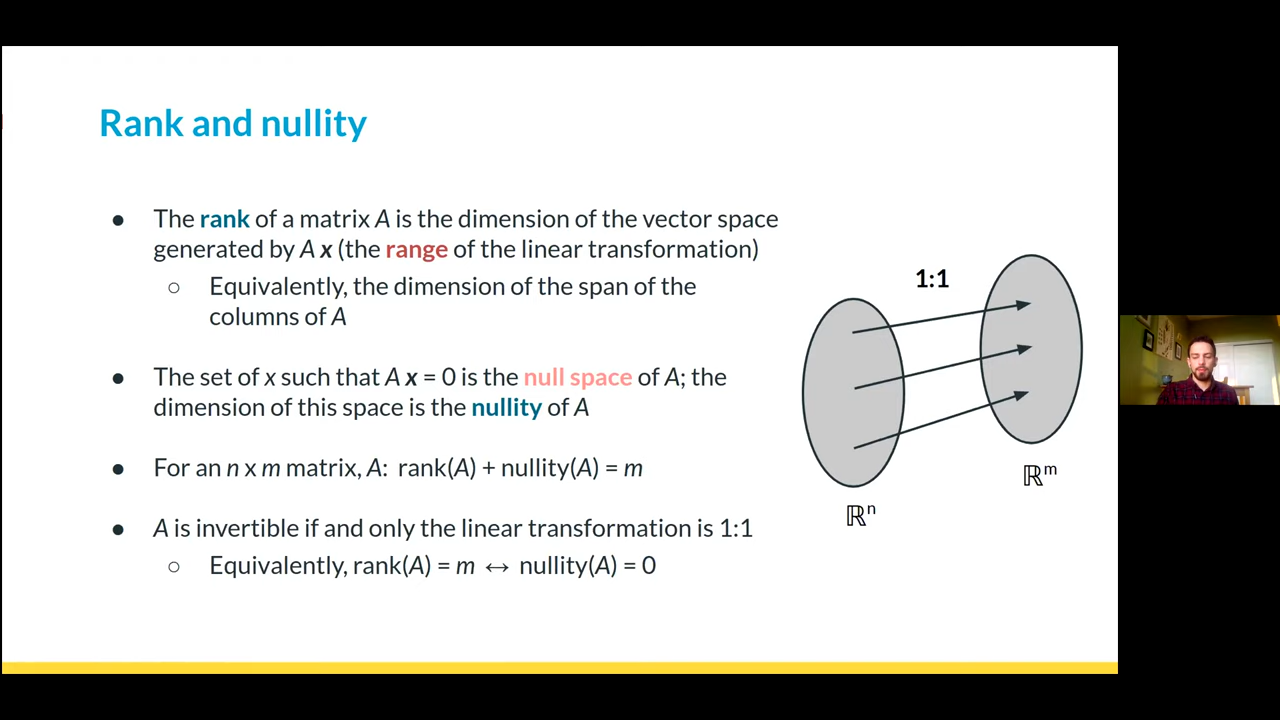 Rank and nullity
● The rank of a matrix A is the dimension of the vector space
generated by A x (the range of the linear transformation)
○ Equivalently, the dimension of the span of the
columns of A
● The set of x such that A x = 0 is the null space of A; the
dimension of this space is the nullity of A
● For an n x m matrix, A: rank(A) + nullity(A) = m
● A is invertible if and only the linear transformation is 1:1
○ Equivalently, rank(A) = m ↔ nullity(A) = 0
1:1
ℝⁿ
ℝᵐ